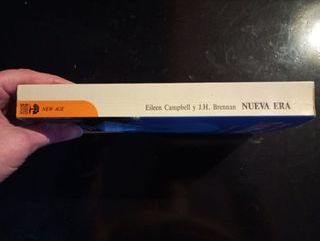 NEW AGE
Eileen Campbell y J.H. Brennan NUEVA ERA